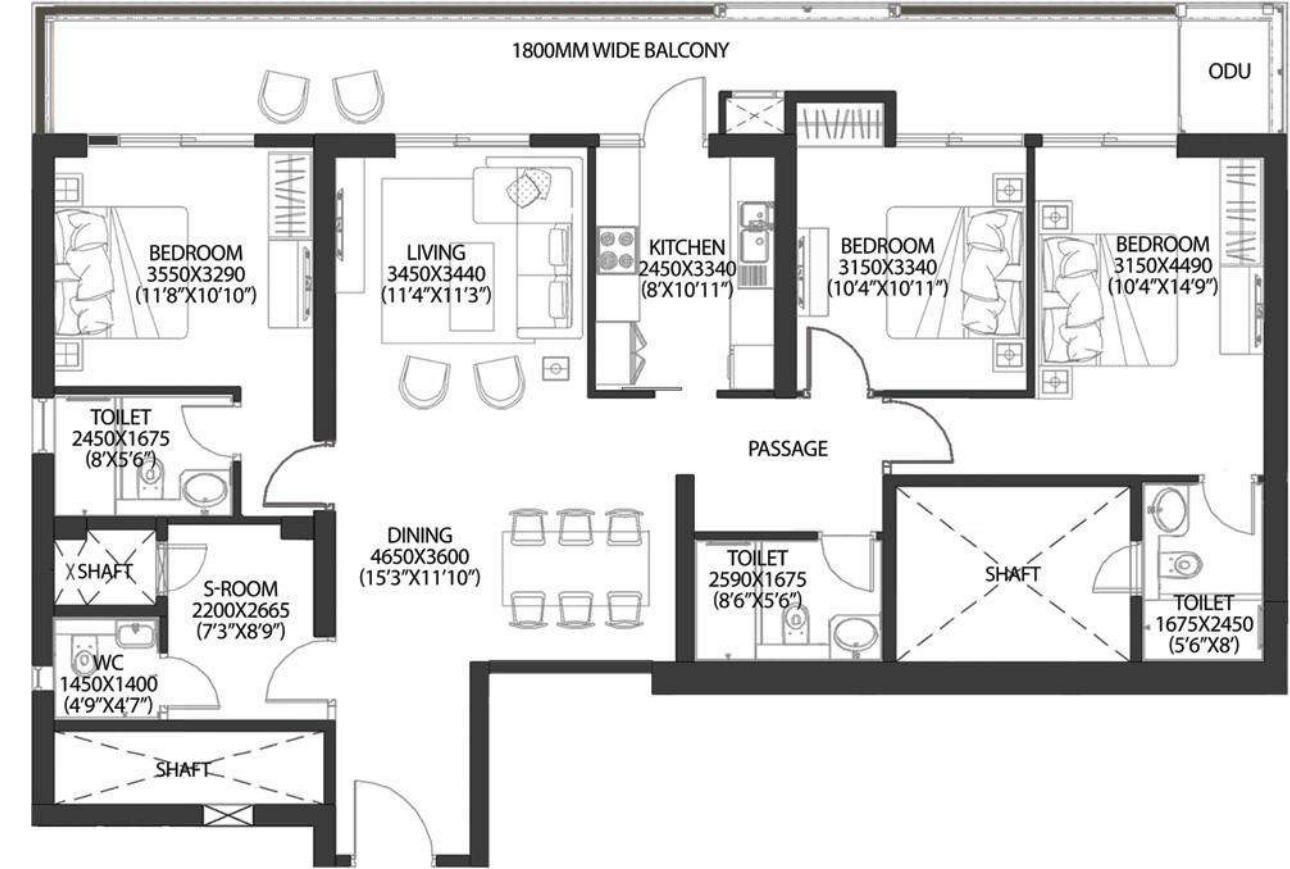 1800MM WIDE BALCONY
ODU
BEDROOM
3550X3290
(11'8"X10'10")
LIVING
3450X3440
(11'4"X11'3")
KITCHEN
2450X3340
(8'X10'11")
BEDROOM
3150X3340
(10'4"X10'11")
BEDROOM
3150X4490
(10'4"X14'9")
TOILET
2450X1675
(8'X5'6")
PASSAGE
DINING
4650X3600
(15'3"X11'10")
SHAFT
S-ROOM
2200X2665
(7'3"X8'9")
TOILET
2590X1675
(8'6"X5'6")
SHAFT
TOILET
1675X2450
(5'6"X8')
WC
1450X1400
(4'9"X4'7")
SHAFT